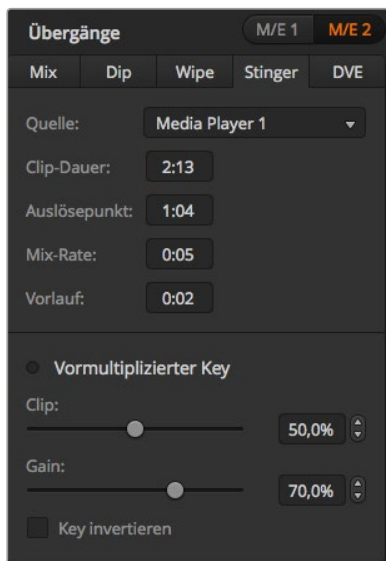 Übergänge M/E 1 M/E 2
Mix Dip Wipe Stinger DVE
Quelle: Media Player 1
Clip-Dauer: 2:13
Auslösepunkt: 1:04
Mix-Rate: 0:05
Vorlauf: 0:02
Vormultiplizierter Key
Clip:
50,0%
Gain:
70,0%
Key invertieren